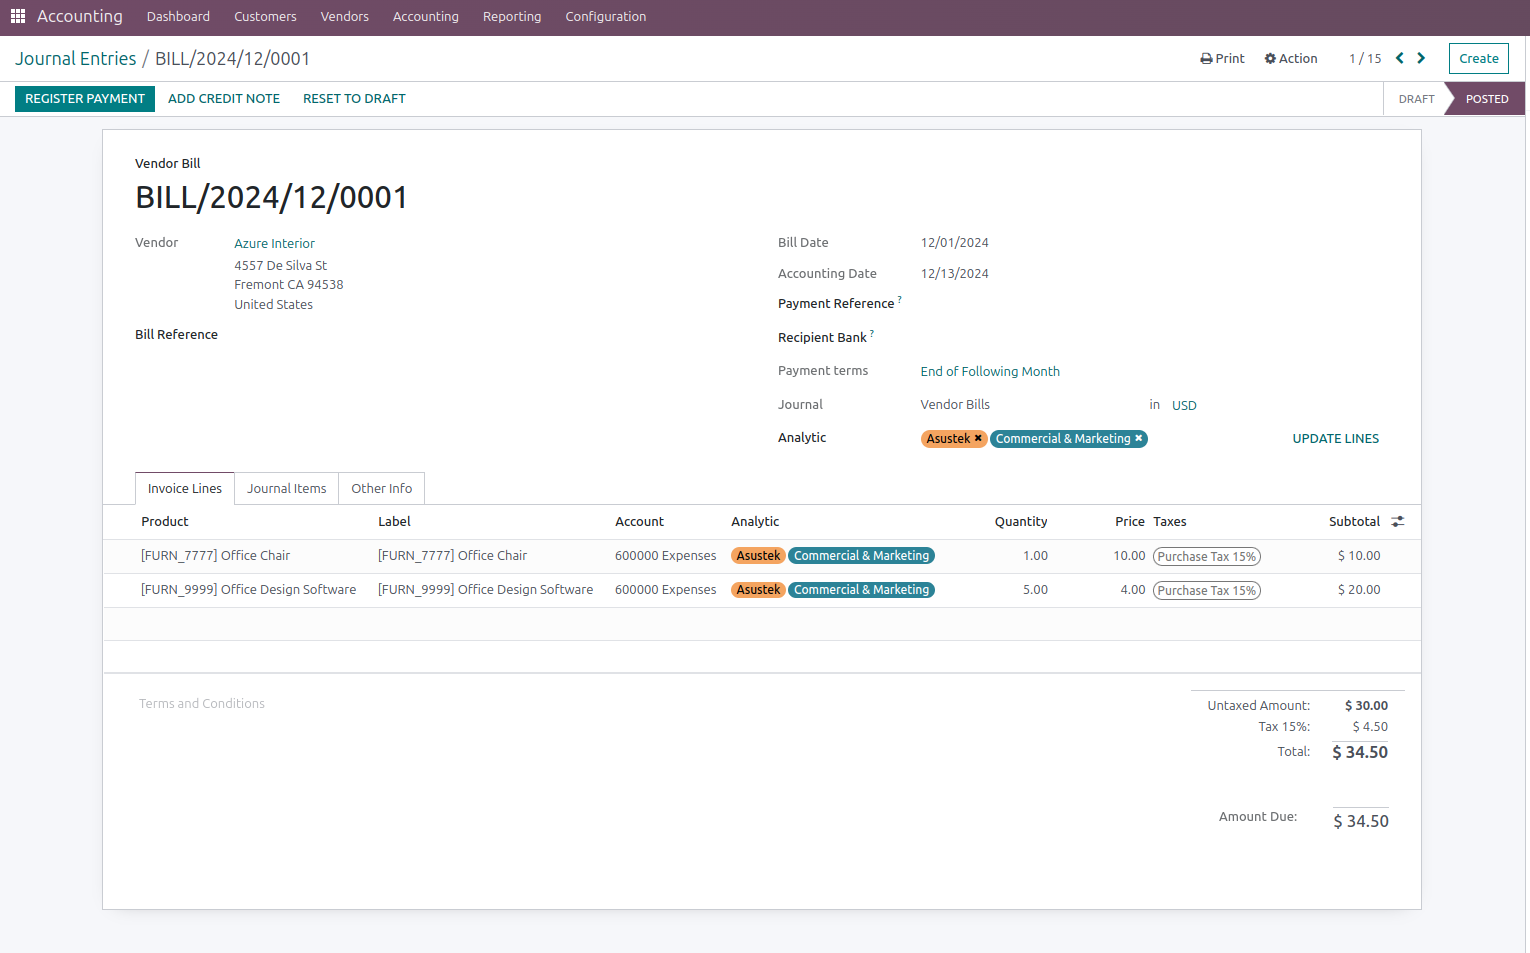 Accounting Dashboard Customers Vendors Accounting Reporting Configuration
Journal Entries / BILL/2024/12/0001 Print Action 1 / 15 Create
REGISTER PAYMENT ADD CREDIT NOTE RESET TO DRAFT DRAFT POSTED
Vendor Bill
BILL/2024/12/0001
Vendor Azure Interior
4557 De Silva St
Fremont CA 94538
United States
Bill Reference
Bill Date 12/01/2024
Accounting Date 12/13/2024
Payment Reference ?
Recipient Bank ?
Payment terms End of Following Month
Journal Vendor Bills in USD
Analytic Asustek ✖ Commercial & Marketing ✖ UPDATE LINES
Invoice Lines Journal Items Other Info
Product Label Account Analytic Quantity Price Taxes Subtotal
[FURN_7777] Office Chair [FURN_7777] Office Chair 600000 Expenses Asustek Commercial & Marketing 1.00 10.00 Purchase Tax 15% $ 10.00
[FURN_9999] Office Design Software [FURN_9999] Office Design Software 600000 Expenses Asustek Commercial & Marketing 5.00 4.00 Purchase Tax 15% $ 20.00
Terms and Conditions
Untaxed Amount: $ 30.00
Tax 15%: $ 4.50
Total: $ 34.50
Amount Due: $ 34.50